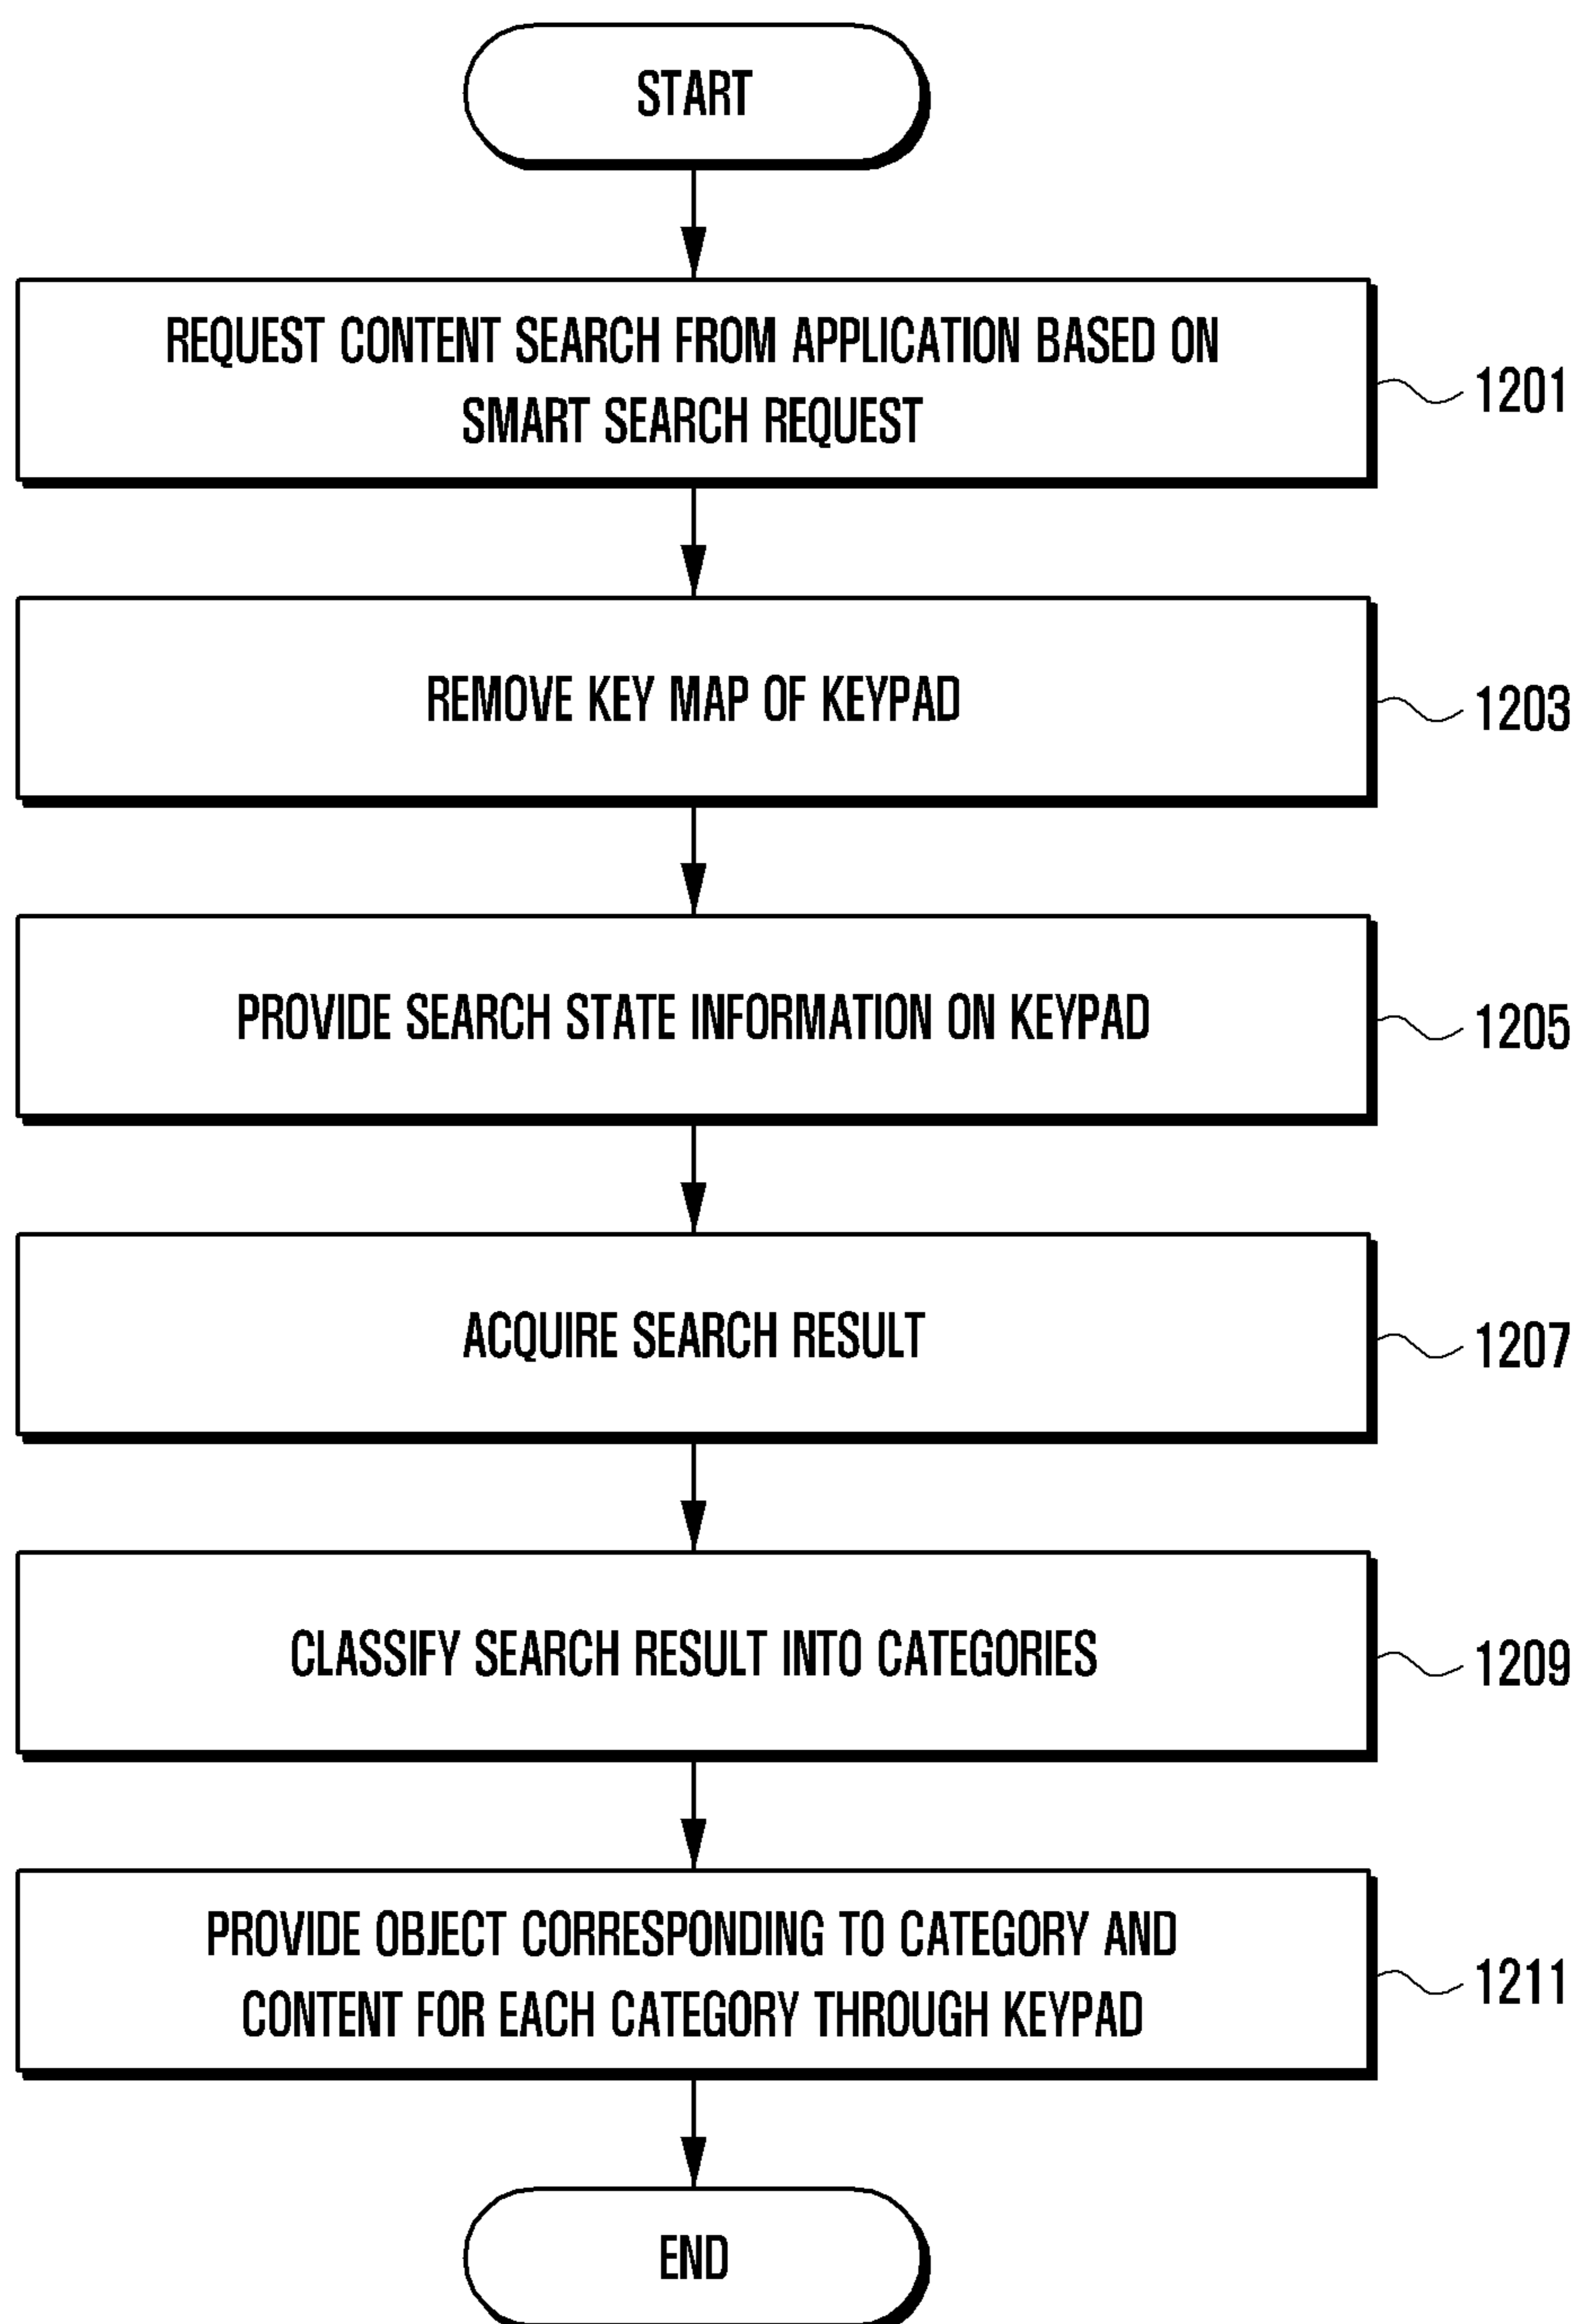 START
REQUEST CONTENT SEARCH FROM APPLICATION BASED ON
SMART SEARCH REQUEST
1201
REMOVE KEY MAP OF KEYPAD
1203
PROVIDE SEARCH STATE INFORMATION ON KEYPAD
1205
ACQUIRE SEARCH RESULT
1207
CLASSIFY SEARCH RESULT INTO CATEGORIES
1209
PROVIDE OBJECT CORRESPONDING TO CATEGORY AND
CONTENT FOR EACH CATEGORY THROUGH KEYPAD
1211
END